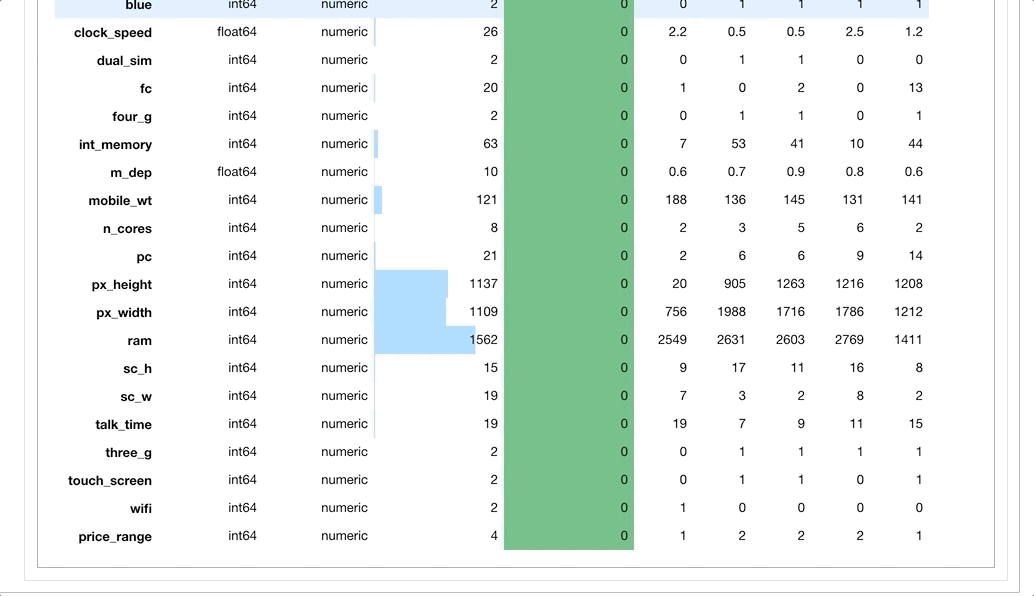 blue int64 numeric 2 0 0 1 1 1 1
clock_speed float64 numeric 26 0 2.2 0.5 0.5 2.5 1.2
dual_sim int64 numeric 2 0 0 1 1 0 0
fc int64 numeric 20 0 1 0 2 0 13
four_g int64 numeric 2 0 0 1 1 0 1
int_memory int64 numeric 63 0 7 53 41 10 44
m_dep float64 numeric 10 0 0.6 0.7 0.9 0.8 0.6
mobile_wt int64 numeric 121 0 188 136 145 131 141
n_cores int64 numeric 8 0 2 3 5 6 2
pc int64 numeric 21 0 2 6 6 9 14
px_height int64 numeric 1137 0 20 905 1263 1216 1208
px_width int64 numeric 1109 0 756 1988 1716 1786 1212
ram int64 numeric 1562 0 2549 2631 2603 2769 1411
sc_h int64 numeric 15 0 9 17 11 16 8
sc_w int64 numeric 19 0 7 3 2 8 2
talk_time int64 numeric 19 0 19 7 9 11 15
three_g int64 numeric 2 0 0 1 1 1 1
touch_screen int64 numeric 2 0 0 1 1 0 1
wifi int64 numeric 2 0 1 0 0 0 0
price_range int64 numeric 4 0 1 2 2 2 1